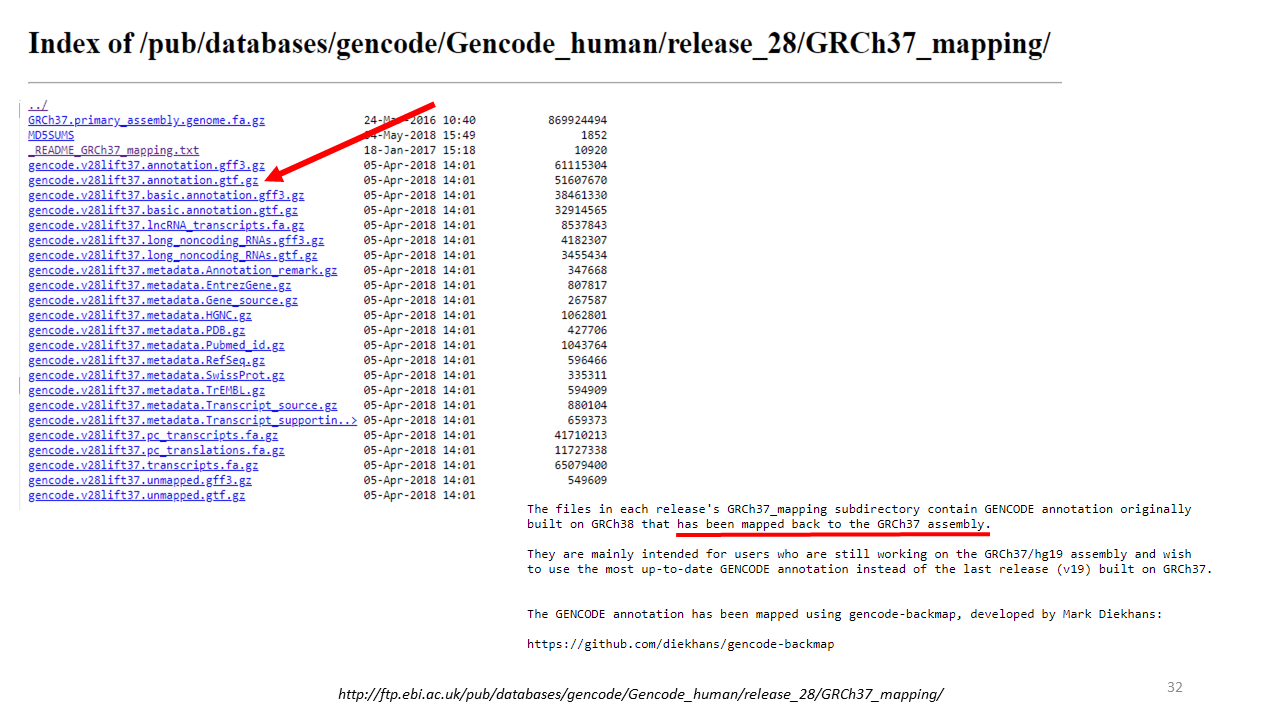 Index of /pub/databases/gencode/Gencode_human/release_28/GRCh37_mapping/
../
GRCh37.primary_assembly.genome.fa.gz 24-Mar-2016 10:40 869924494
MD5SUMS 04-May-2018 15:49 1852
_README_GRCh37_mapping.txt 18-Jan-2017 15:18 10920
gencode.v28lift37.annotation.gff3.gz 05-Apr-2018 14:01 61115304
gencode.v28lift37.annotation.gtf.gz 05-Apr-2018 14:01 51607670
gencode.v28lift37.basic.annotation.gff3.gz 05-Apr-2018 14:01 38461330
gencode.v28lift37.basic.annotation.gtf.gz 05-Apr-2018 14:01 32914565
gencode.v28lift37.lncRNA_transcripts.fa.gz 05-Apr-2018 14:01 8537843
gencode.v28lift37.long_noncoding_RNAs.gff3.gz 05-Apr-2018 14:01 4182307
gencode.v28lift37.long_noncoding_RNAs.gtf.gz 05-Apr-2018 14:01 3455434
gencode.v28lift37.metadata.Annotation_remark.gz 05-Apr-2018 14:01 347668
gencode.v28lift37.metadata.EntrezGene.gz 05-Apr-2018 14:01 807817
gencode.v28lift37.metadata.Gene_source.gz 05-Apr-2018 14:01 267587
gencode.v28lift37.metadata.HGNC.gz 05-Apr-2018 14:01 1062801
gencode.v28lift37.metadata.PDB.gz 05-Apr-2018 14:01 427706
gencode.v28lift37.metadata.Pubmed_id.gz 05-Apr-2018 14:01 1043764
gencode.v28lift37.metadata.RefSeq.gz 05-Apr-2018 14:01 596466
gencode.v28lift37.metadata.SwissProt.gz 05-Apr-2018 14:01 335311
gencode.v28lift37.metadata.TrEMBL.gz 05-Apr-2018 14:01 594909
gencode.v28lift37.metadata.Transcript_source.gz 05-Apr-2018 14:01 880104
gencode.v28lift37.metadata.Transcript_supportin..> 05-Apr-2018 14:01 659373
gencode.v28lift37.pc_transcripts.fa.gz 05-Apr-2018 14:01 41710213
gencode.v28lift37.pc_translations.fa.gz 05-Apr-2018 14:01 11727338
gencode.v28lift37.transcripts.fa.gz 05-Apr-2018 14:01 65079400
gencode.v28lift37.unmapped.gff3.gz 05-Apr-2018 14:01 549609
gencode.v28lift37.unmapped.gtf.gz 05-Apr-2018 14:01
The files in each release's GRCh37_mapping subdirectory contain GENCODE annotation originally
built on GRCh38 that has been mapped back to the GRCh37 assembly.
They are mainly intended for users who are still working on the GRCh37/hg19 assembly and wish
to use the most up-to-date GENCODE annotation instead of the last release (v19) built on GRCh37.
The GENCODE annotation has been mapped using gencode-backmap, developed by Mark Diekhans:
https://github.com/diekhans/gencode-backmap
http://ftp.ebi.ac.uk/pub/databases/gencode/Gencode_human/release_28/GRCh37_mapping/
32